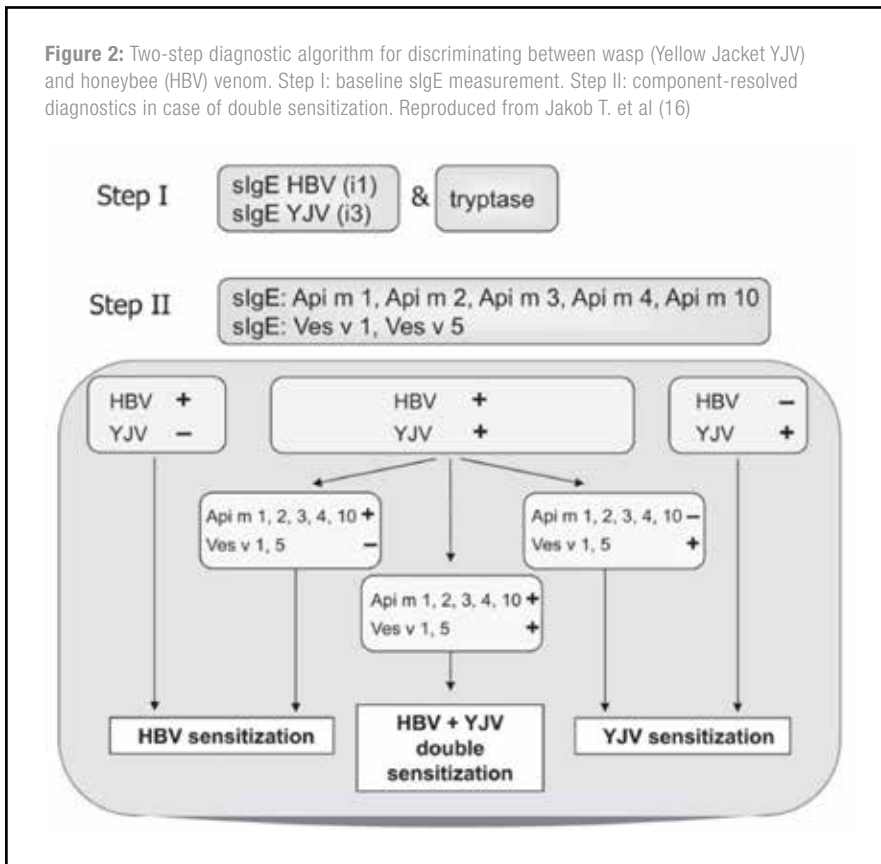 Figure 2: Two-step diagnostic algorithm for discriminating between wasp (Yellow Jacket YJV)
and honeybee (HBV) venom. Step I: baseline sIgE measurement. Step II: component-resolved
diagnostics in case of double sensitization. Reproduced from Jakob T. et al (16)
Step I
sIgE HBV (i1)
sIgE YJV (i3)
&
tryptase
Step II
sIgE: Api m 1, Api m 2, Api m 3, Api m 4, Api m 10
sIgE: Ves v 1, Ves v 5
HBV +
YJV –
HBV +
YJV +
HBV –
YJV +
Api m 1, 2, 3, 4, 10 +
Ves v 1, 5 –
Api m 1, 2, 3, 4, 10 –
Ves v 1, 5 +
Api m 1, 2, 3, 4, 10 +
Ves v 1, 5 +
HBV sensitization
HBV + YJV
double
sensitization
YJV sensitization